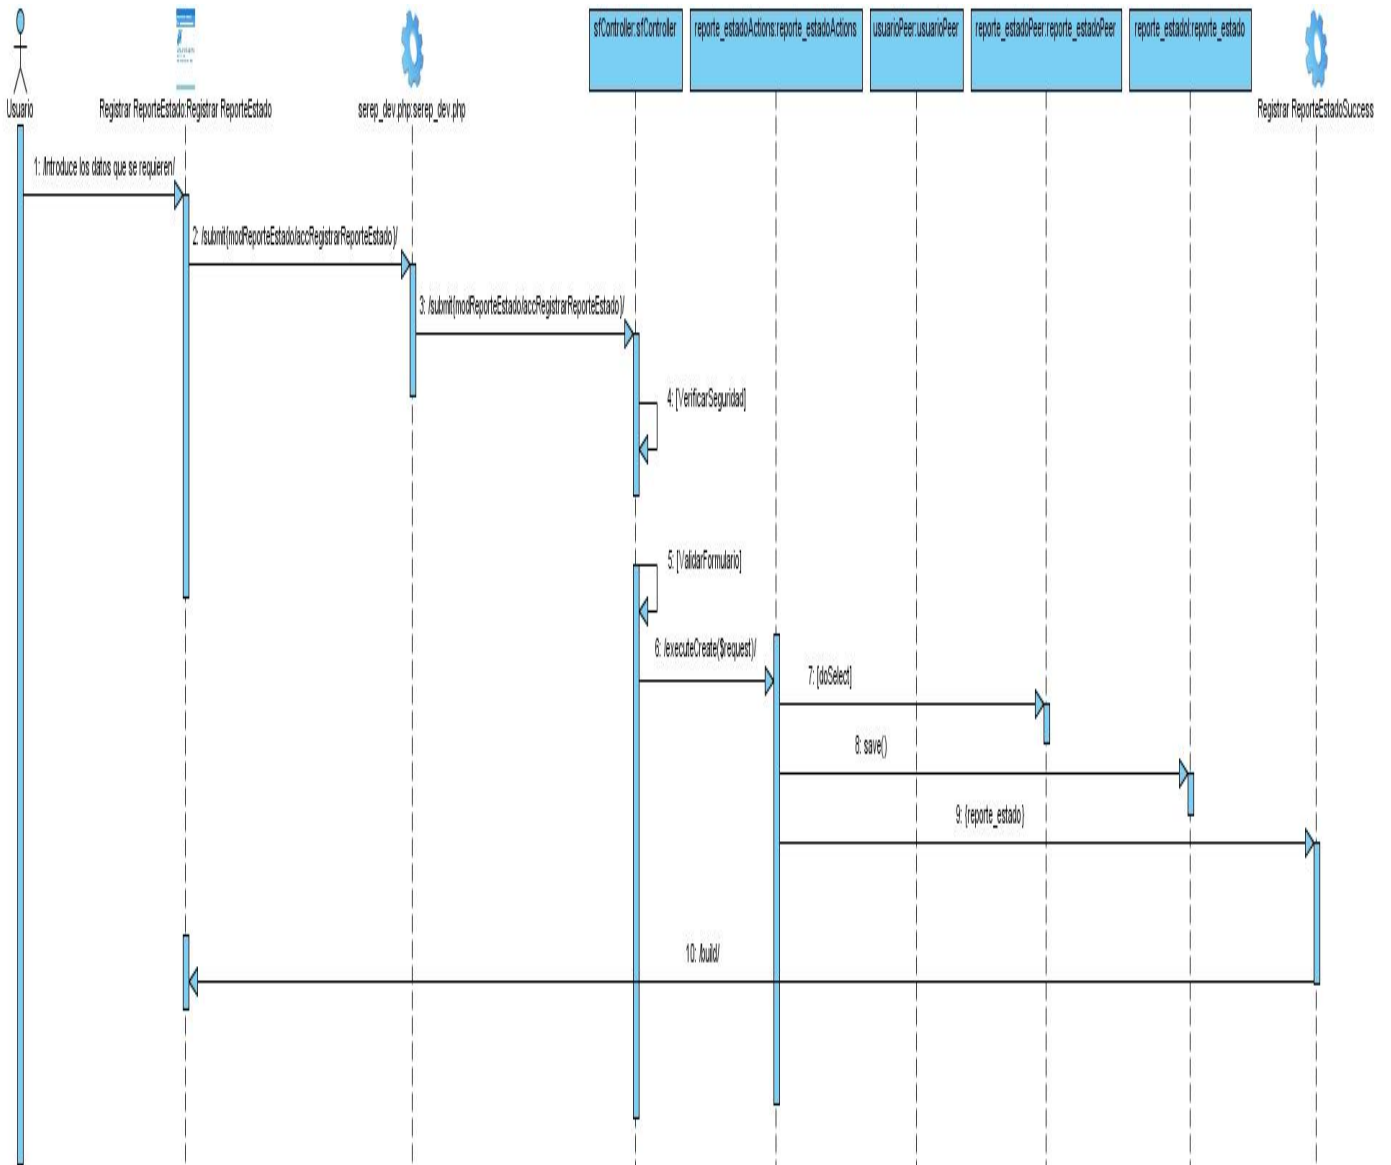 sfController:sfController
reporte_estadoActions:reporte_estadoActions
usuarioPeer:usuarioPeer
reporte_estadoPeer:reporte_estadoPeer
reporte_estadol:reporte_estado
Usuario
Registrar ReporteEstado:Registrar ReporteEstado
serep_dev.php:serep_dev.php
Registrar ReporteEstadoSuccess
1: /Introduce los datos que se requieren/
2: /submit(modReporteEstado/accRegistrarReporteEstado)/
3: /submit(modReporteEstado/accRegistrarReporteEstado)/
4: [VerificarSeguridad]
5: [ValidarFormulario]
6: /executeCreate($request)/
7: [doSelect]
8: save()
9: {reporte_estado}
10: /build/